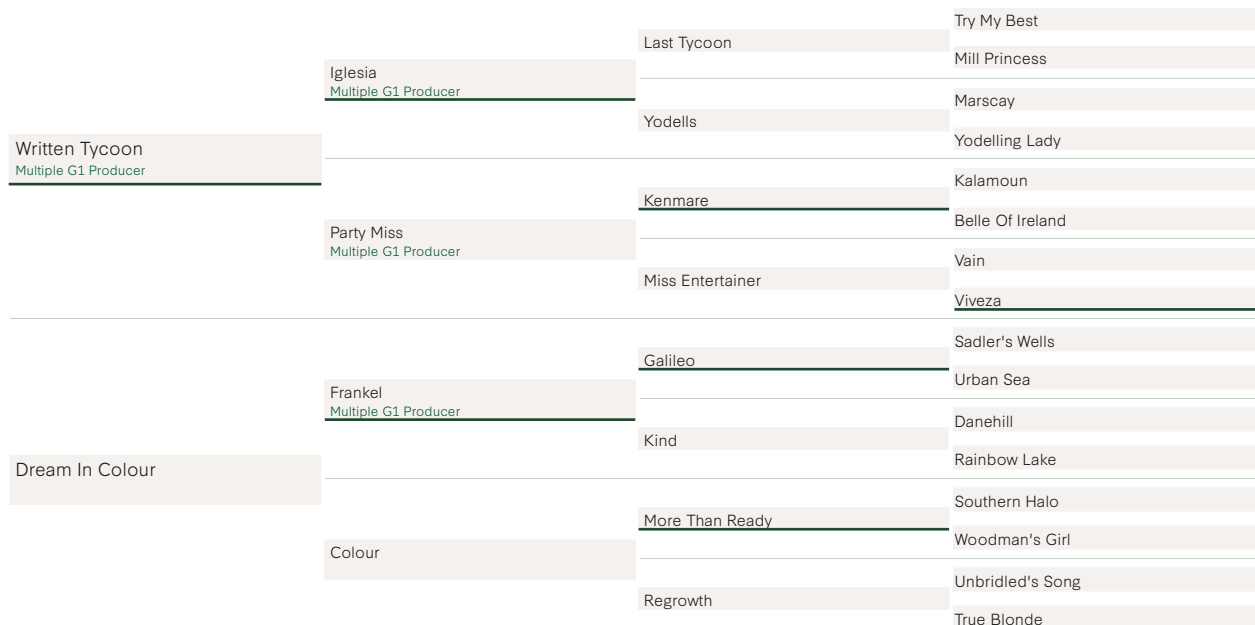 Written Tycoon
Multiple G1 Producer
Dream In Colour
Iglesia
Multiple G1 Producer
Party Miss
Multiple G1 Producer
Frankel
Multiple G1 Producer
Colour
Last Tycoon
Yodells
Kenmare
Miss Entertainer
Galileo
Kind
More Than Ready
Regrowth
Try My Best
Mill Princess
Marscay
Yodelling Lady
Kalamoun
Belle Of Ireland
Vain
Viveza
Sadler's Wells
Urban Sea
Danehill
Rainbow Lake
Southern Halo
Woodman's Girl
Unbridled's Song
True Blonde